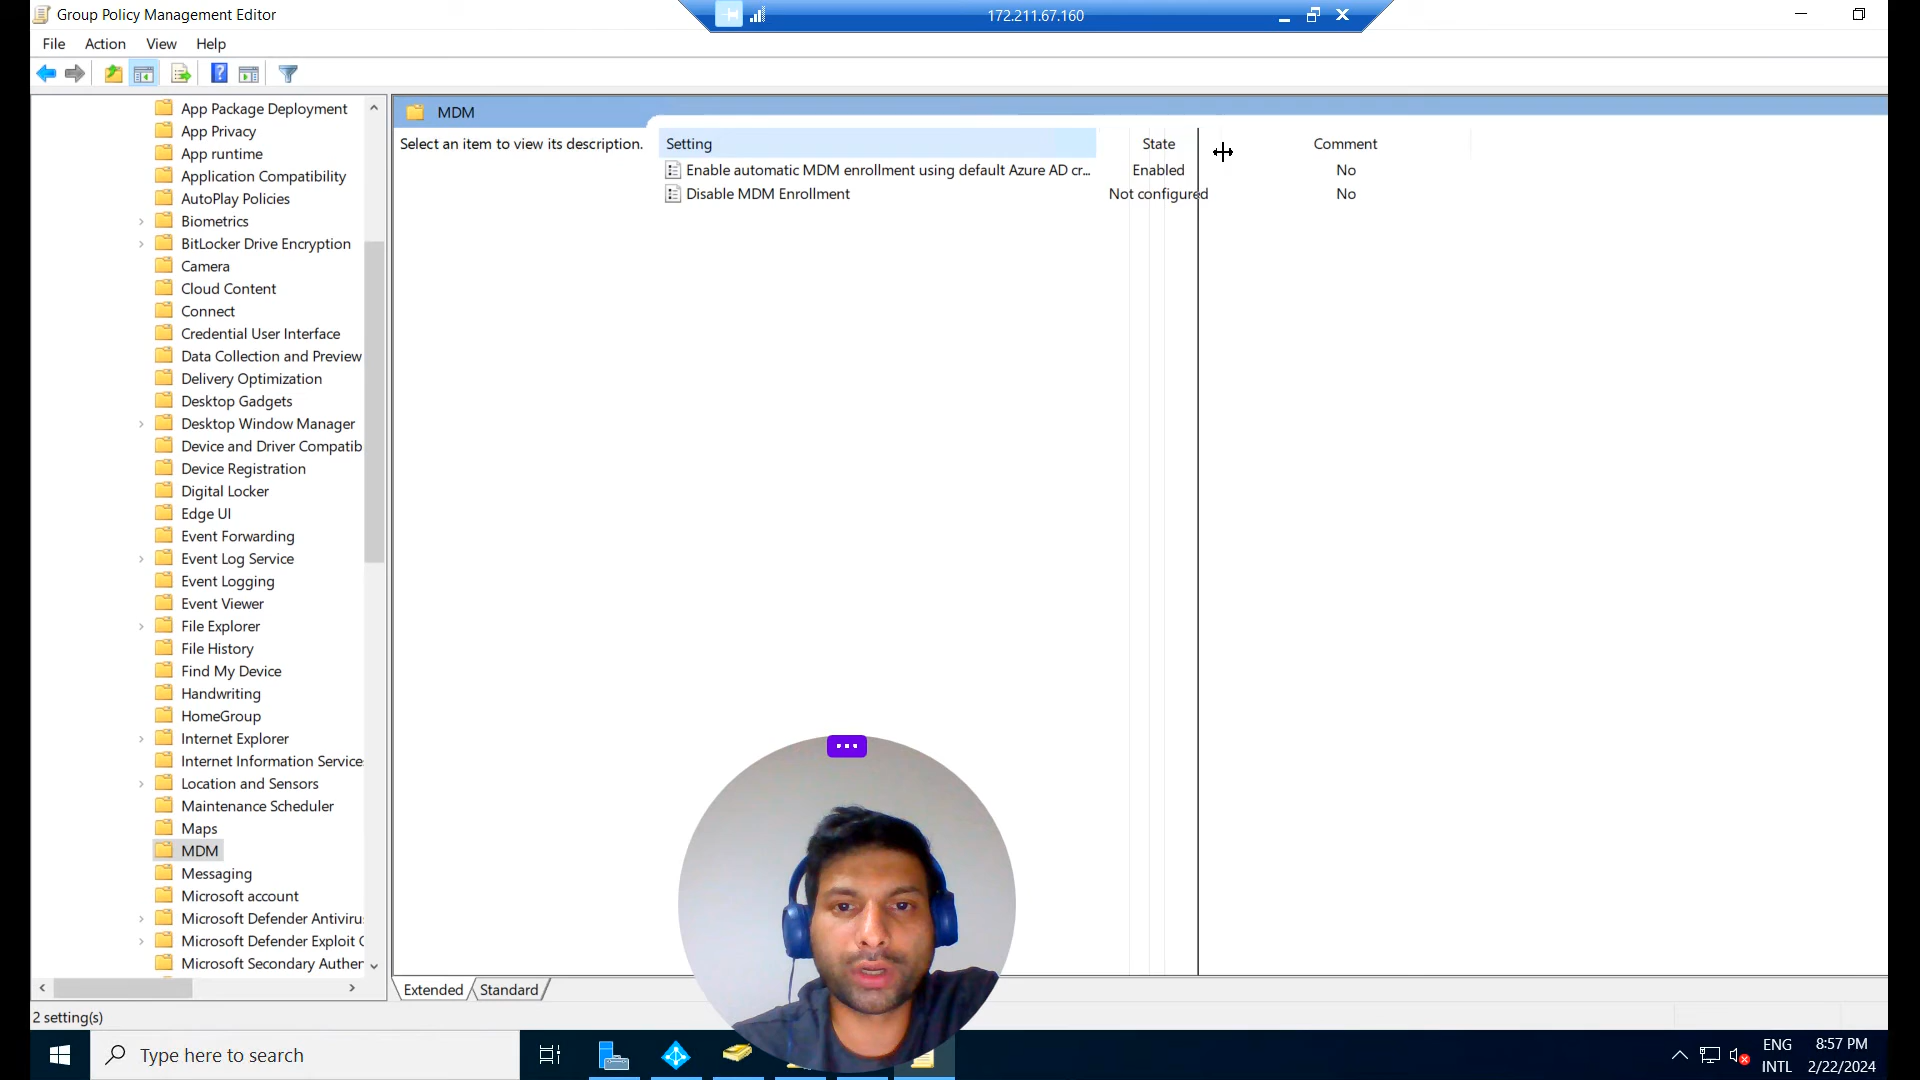 Group Policy Management Editor
172.211.67.160
File Action View Help
App Package Deployment
App Privacy
App runtime
Application Compatibility
AutoPlay Policies
Biometrics
BitLocker Drive Encryption
Camera
Cloud Content
Connect
Credential User Interface
Data Collection and Preview
Delivery Optimization
Desktop Gadgets
Desktop Window Manager
Device and Driver Compatib
Device Registration
Digital Locker
Edge UI
Event Forwarding
Event Log Service
Event Logging
Event Viewer
File Explorer
File History
Find My Device
Handwriting
HomeGroup
Internet Explorer
Internet Information Service
Location and Sensors
Maintenance Scheduler
Maps
MDM
Messaging
Microsoft account
Microsoft Defender Antiviru
Microsoft Defender Exploit
Microsoft Secondary Authen
MDM
Select an item to view its description.
Setting State Comment
Enable automatic MDM enrollment using default Azure AD cr... Enabled No
Disable MDM Enrollment Not configured No
Extended Standard
2 setting(s)
Type here to search
ENG
INTL
8:57 PM
2/22/2024